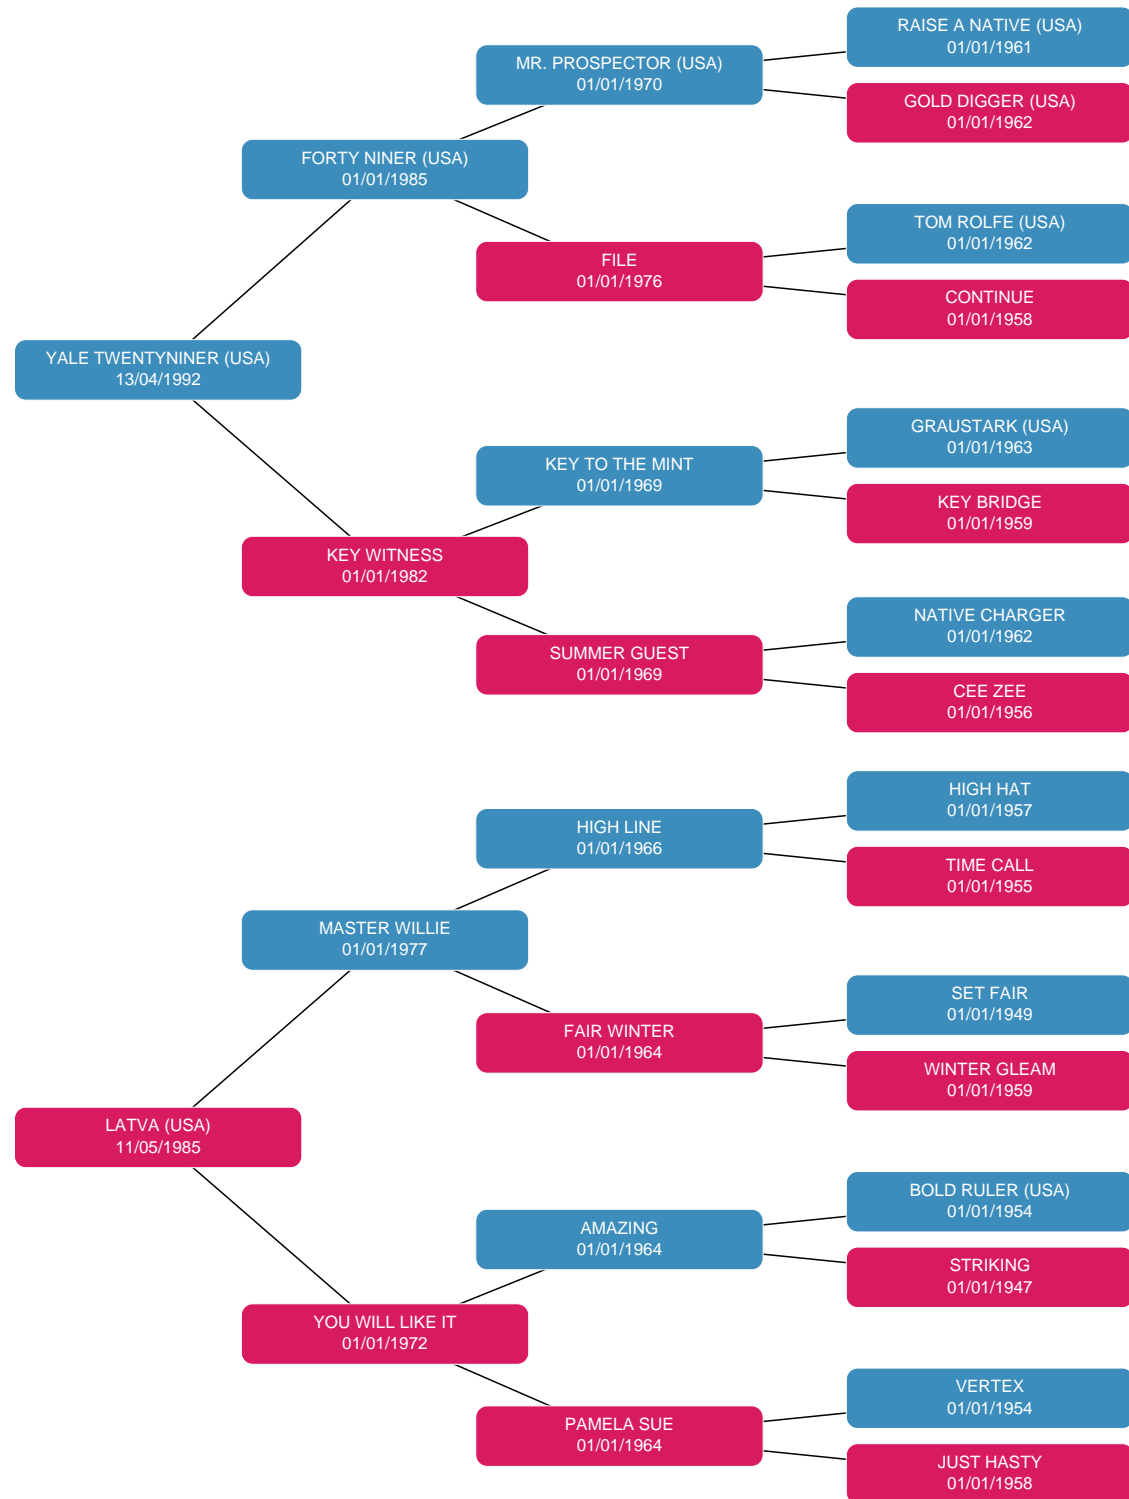 RAISE A NATIVE (USA)
01/01/1961
MR. PROSPECTOR (USA)
01/01/1970
GOLD DIGGER (USA)
01/01/1962
FORTY NINER (USA)
01/01/1985
TOM ROLFE (USA)
01/01/1962
FILE
01/01/1976
CONTINUE
01/01/1958
YALE TWENTYNINER (USA)
13/04/1992
GRAUSTARK (USA)
01/01/1963
KEY TO THE MINT
01/01/1969
KEY BRIDGE
01/01/1959
KEY WITNESS
01/01/1982
NATIVE CHARGER
01/01/1962
SUMMER GUEST
01/01/1969
CEE ZEE
01/01/1956
HIGH HAT
01/01/1957
HIGH LINE
01/01/1966
TIME CALL
01/01/1955
MASTER WILLIE
01/01/1977
SET FAIR
01/01/1949
FAIR WINTER
01/01/1964
WINTER GLEAM
01/01/1959
LATVA (USA)
11/05/1985
BOLD RULER (USA)
01/01/1954
AMAZING
01/01/1964
STRIKING
01/01/1947
YOU WILL LIKE IT
01/01/1972
VERTEX
01/01/1954
PAMELA SUE
01/01/1964
JUST HASTY
01/01/1958